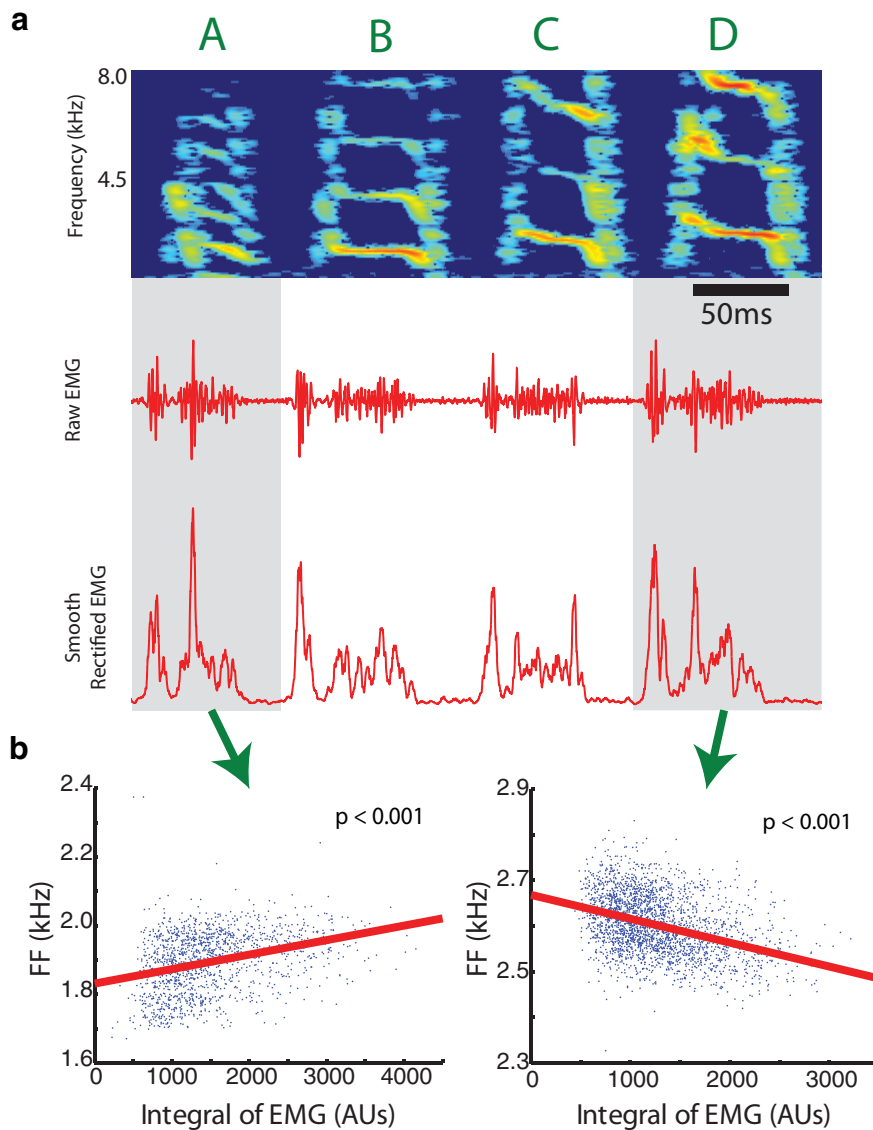 a
A B C D
8.0
4.5
Frequency (kHz)
50ms
Raw EMG
Smooth
Rectified EMG
b
2.4
2.2
2.0
1.8
1.6
FF (kHz)
p < 0.001
0 1000 2000 3000 4000
Integral of EMG (AUs)
2.9
2.7
2.5
2.3
FF (kHz)
p < 0.001
0 1000 2000 3000
Integral of EMG (AUs)